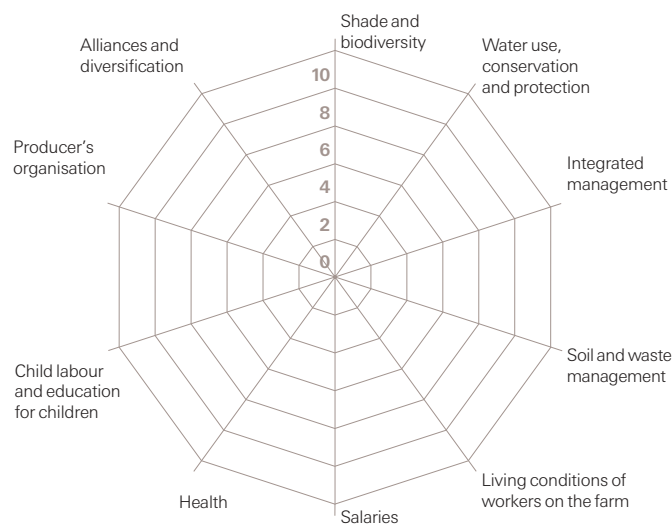 Shade and
biodiversity
Alliances and
diversification
Water use,
conservation
and protection
10
8
6
4
2
0
Producer's
organisation
Integrated
management
Child labour
and education
for children
Soil and waste
management
Health
Living conditions of
workers on the farm
Salaries